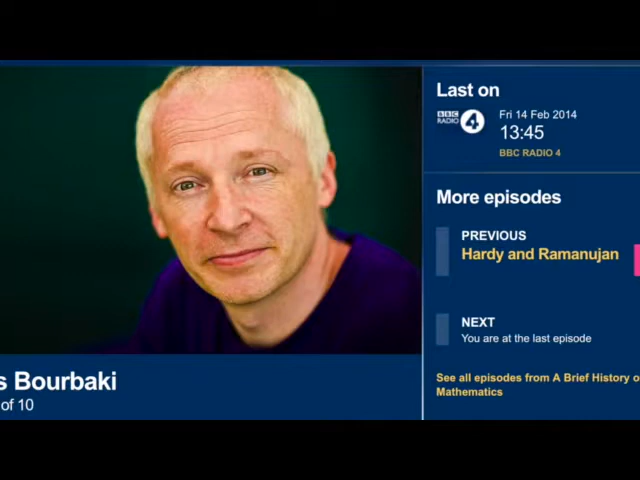 Last on
BBC
RADIO 4
Fri 14 Feb 2014
13:45
BBC RADIO 4
More episodes
PREVIOUS
Hardy and Ramanujan
NEXT
You are at the last episode
See all episodes from A Brief History o
Mathematics
s Bourbaki
of 10